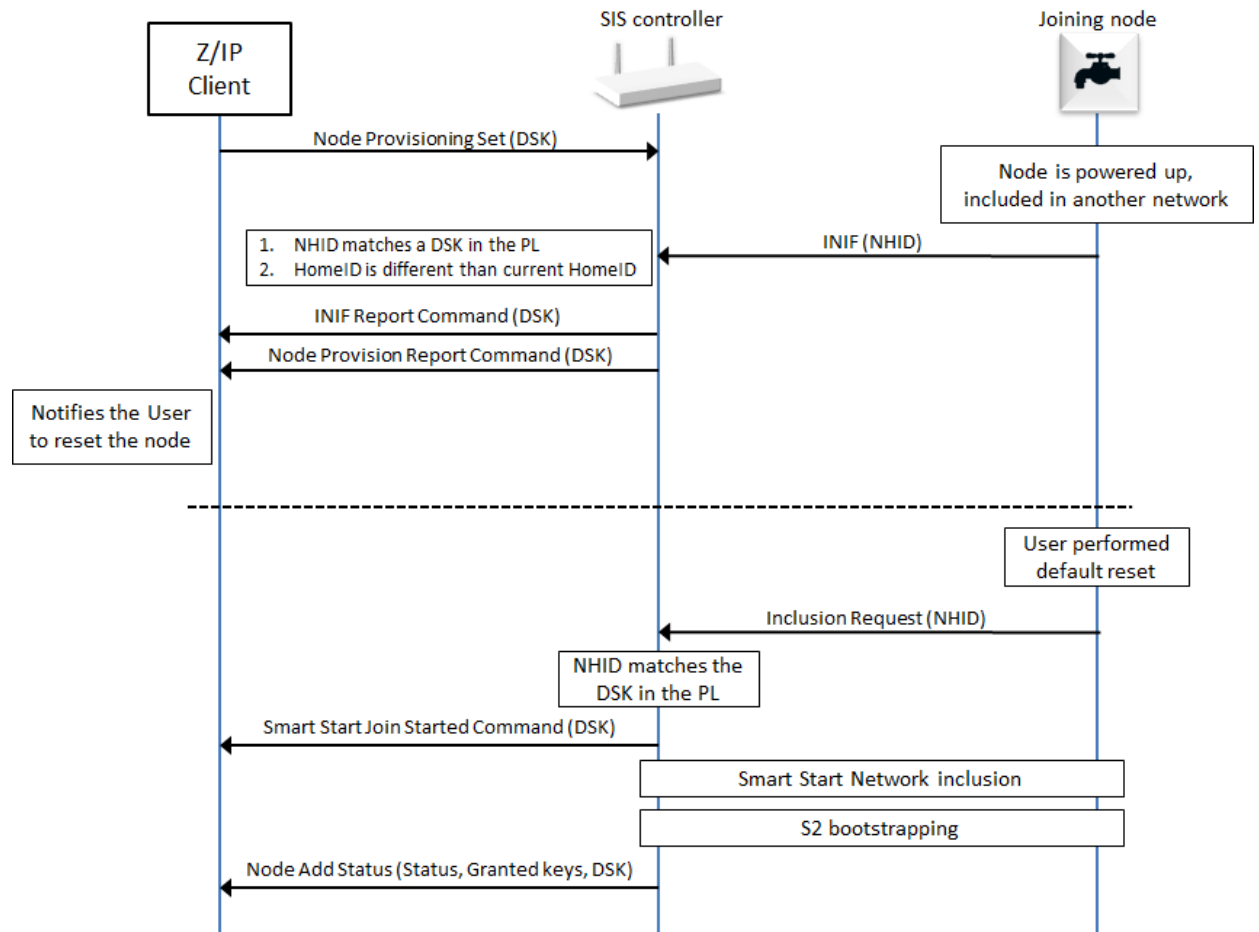 SIS controller
Joining node
Z/IP
Client
Node Provisioning Set (DSK)
Node is powered up,
included in another network
1. NHID matches a DSK in the PL
2. HomeID is different than current HomeID
INIF (NHID)
INIF Report Command (DSK)
Node Provision Report Command (DSK)
Notifies the User
to reset the node
User performed
default reset
Inclusion Request (NHID)
NHID matches the
DSK in the PL
Smart Start Join Started Command (DSK)
Smart Start Network inclusion
S2 bootstrapping
Node Add Status (Status, Granted keys, DSK)